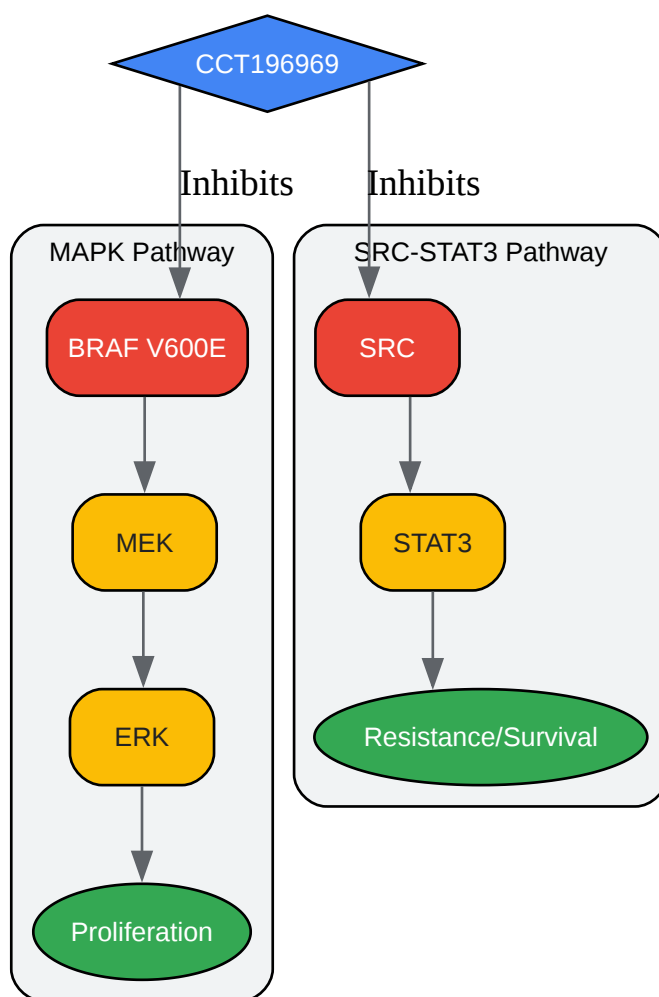 CCT196969
Inhibits
Inhibits
MAPK Pathway
BRAF V600E
MEK
ERK
Proliferation
SRC-STAT3 Pathway
SRC
STAT3
Resistance/Survival